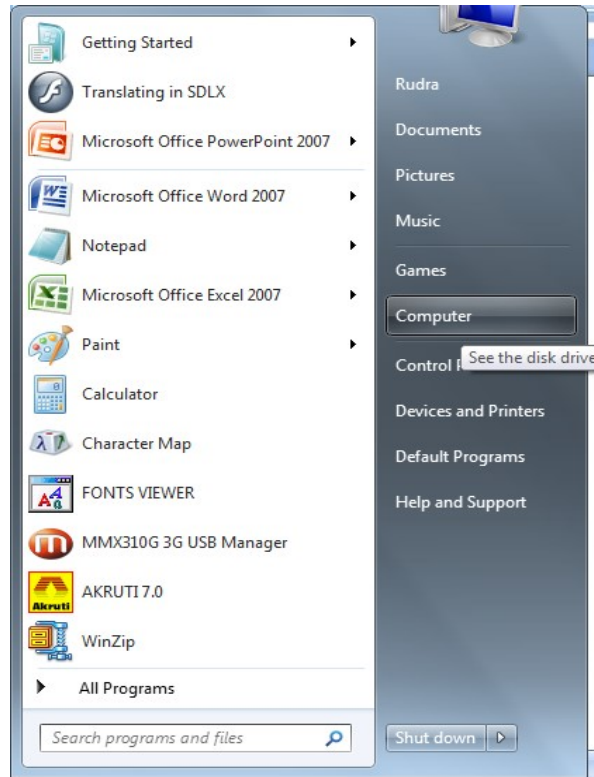 Getting Started
Translating in SDLX
Microsoft Office PowerPoint 2007
Microsoft Office Word 2007
Notepad
Microsoft Office Excel 2007
Paint
Calculator
Character Map
FONTS VIEWER
MMX310G 3G USB Manager
Akruti
AKRUTI 7.0
WinZip
All Programs
Search programs and files
Rudra
Documents
Pictures
Music
Games
Computer
See the disk drive
Control
Devices and Printers
Default Programs
Help and Support
Shut down